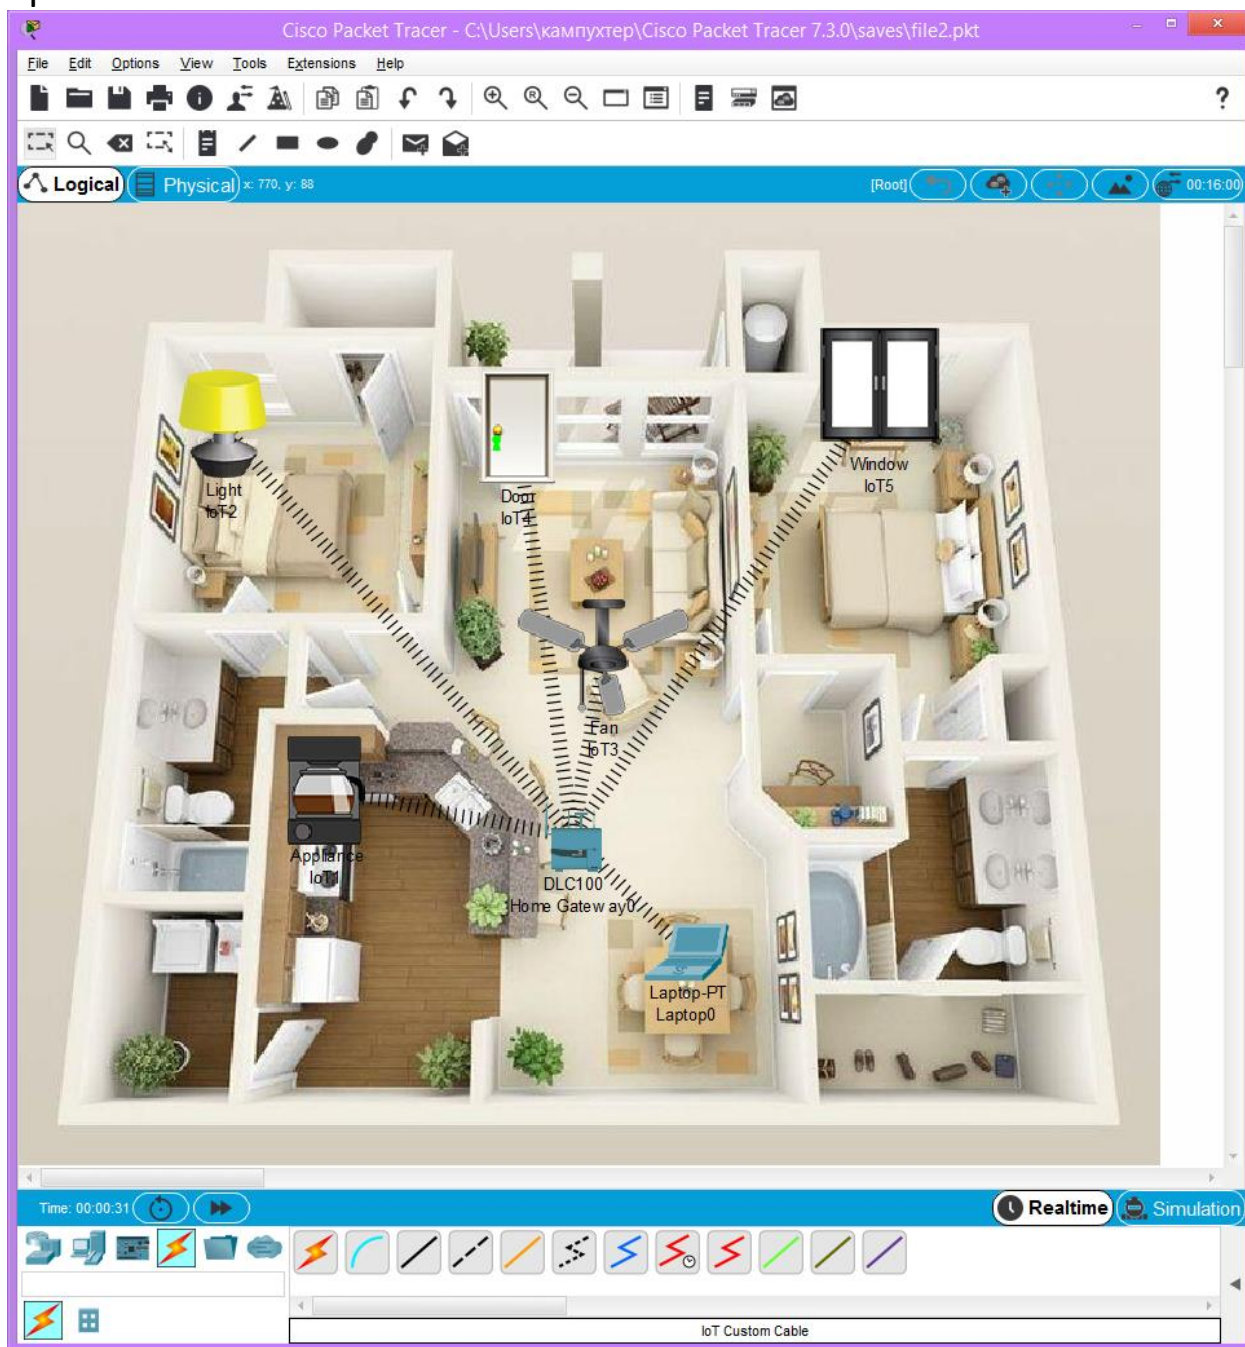 Cisco Packet Tracer - C:\Users\кампухтер\Cisco Packet Tracer 7.3.0\saves\file2.pkt
File Edit Options View Tools Extensions Help
Logical Physical x: 770, y: 88 [Root] 00:16:00
Light
IoT2
Door
IoT4
Window
IoT5
Fan
IoT3
Appliance
IoT1
DLC100
Home Gateway0
Laptop-PT
Laptop0
Time: 00:00:31 Realtime Simulation
IoT Custom Cable